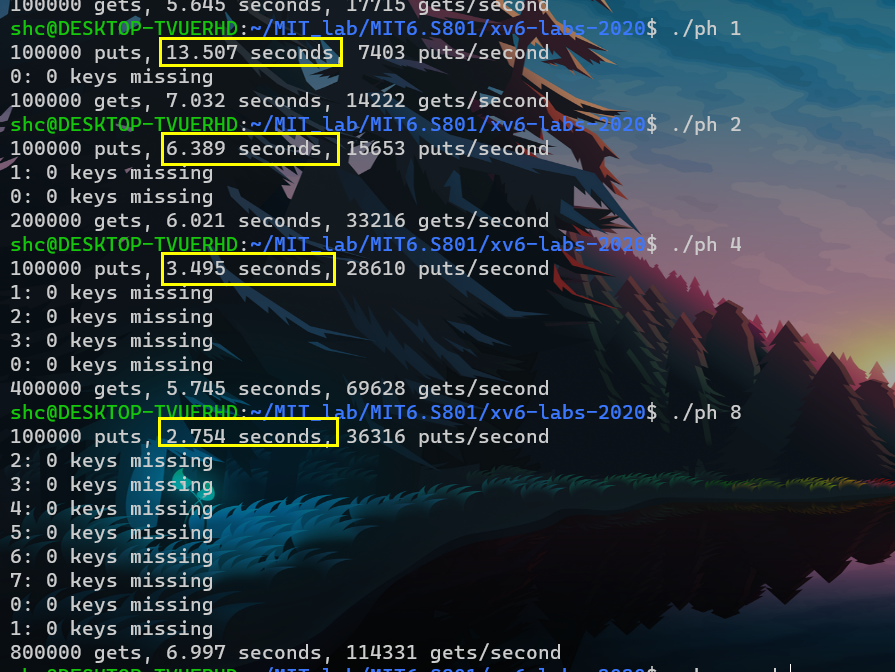 100000 gets, 5.645 seconds, 17715 gets/second
shc@DESKTOP-TVUERHD:~/MIT_lab/MIT6.S801/xv6-labs-2020$ ./ph 1
100000 puts, 13.507 seconds, 7403 puts/second
0: 0 keys missing
100000 gets, 7.032 seconds, 14222 gets/second
shc@DESKTOP-TVUERHD:~/MIT_lab/MIT6.S801/xv6-labs-2020$ ./ph 2
100000 puts, 6.389 seconds, 15653 puts/second
1: 0 keys missing
0: 0 keys missing
200000 gets, 6.021 seconds, 33216 gets/second
shc@DESKTOP-TVUERHD:~/MIT_lab/MIT6.S801/xv6-labs-2020$ ./ph 4
100000 puts, 3.495 seconds, 28610 puts/second
1: 0 keys missing
2: 0 keys missing
3: 0 keys missing
0: 0 keys missing
400000 gets, 5.745 seconds, 69628 gets/second
shc@DESKTOP-TVUERHD:~/MIT_lab/MIT6.S801/xv6-labs-2020$ ./ph 8
100000 puts, 2.754 seconds, 36316 puts/second
2: 0 keys missing
3: 0 keys missing
4: 0 keys missing
5: 0 keys missing
6: 0 keys missing
7: 0 keys missing
0: 0 keys missing
1: 0 keys missing
800000 gets, 6.997 seconds, 114331 gets/second